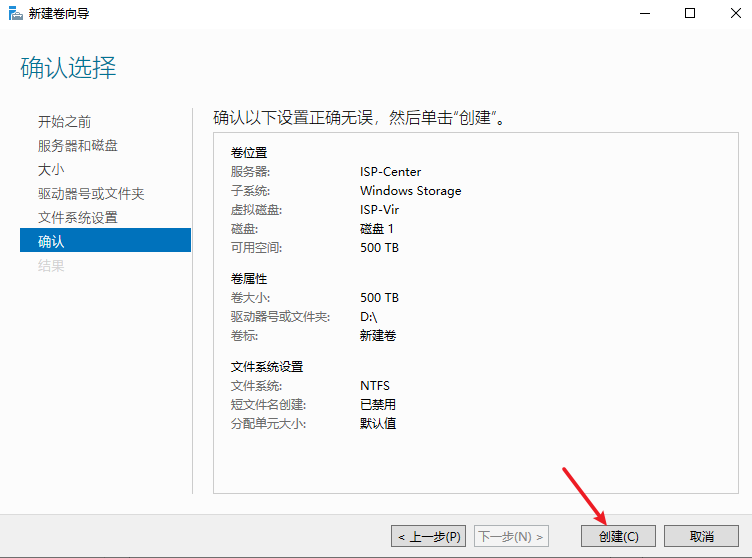 新建卷向导
确认选择
开始之前
服务器和磁盘
大小
驱动器号或文件夹
文件系统设置
确认
结果
确认以下设置正确无误，然后单击“创建”。
卷位置
服务器: ISP-Center
子系统: Windows Storage
虚拟磁盘: ISP-Vir
磁盘: 磁盘 1
可用空间: 500 TB
卷属性
卷大小: 500 TB
驱动器号或文件夹: D:\
卷标: 新建卷
文件系统设置
文件系统: NTFS
短文件名创建: 已禁用
分配单元大小: 默认值
< 上一步(P) 下一步(N) > 创建(C) 取消